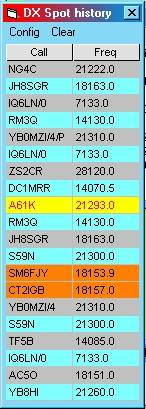 DX Spot history
Config Clear
Call Freq
NG4C 21222.0
JH8SGR 18163.0
IQ6LN/0 7133.0
RM3Q 14130.0
YB0MZI/4/P 21310.0
IQ6LN/0 7133.0
ZS2CR 28120.0
DC1MRR 14070.5
A61K 21293.0
RM3Q 14130.0
JH8SGR 18163.0
S59N 21300.0
SM6FJY 18153.9
CT2IGB 18157.0
YB0MZI/4 21310.0
S59N 21300.0
TF5B 14085.0
IQ6LN/0 7133.0
AC5O 18151.0
YB8HI 21260.0